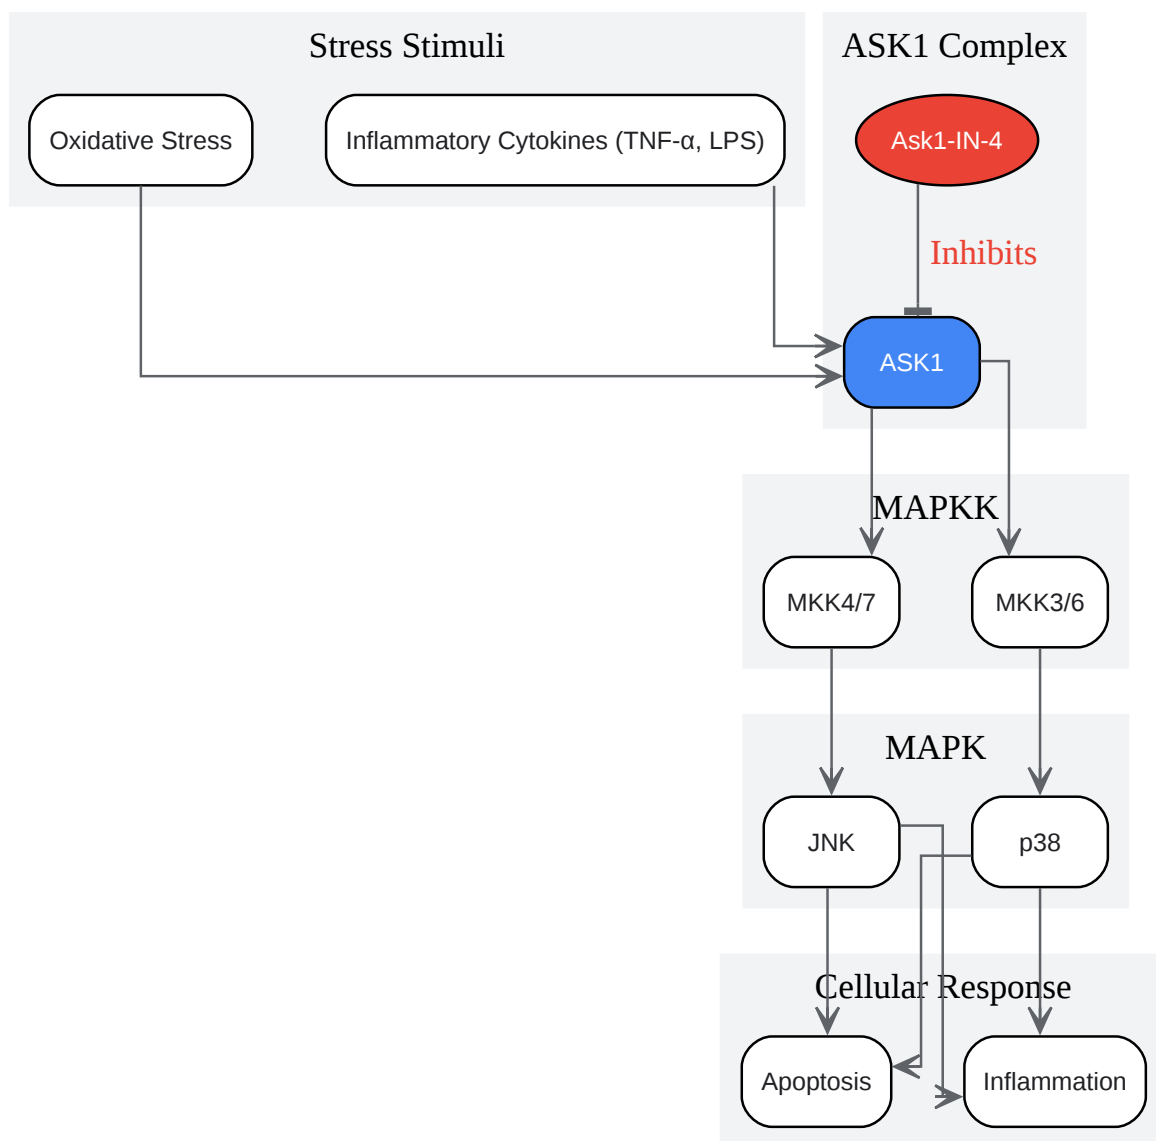 Stress Stimuli
ASK1 Complex
Oxidative Stress
Inflammatory Cytokines (TNF-α, LPS)
Ask1-IN-4
Inhibits
ASK1
MAPKK
MKK4/7
MKK3/6
MAPK
JNK
p38
Cellular Response
Apoptosis
Inflammation